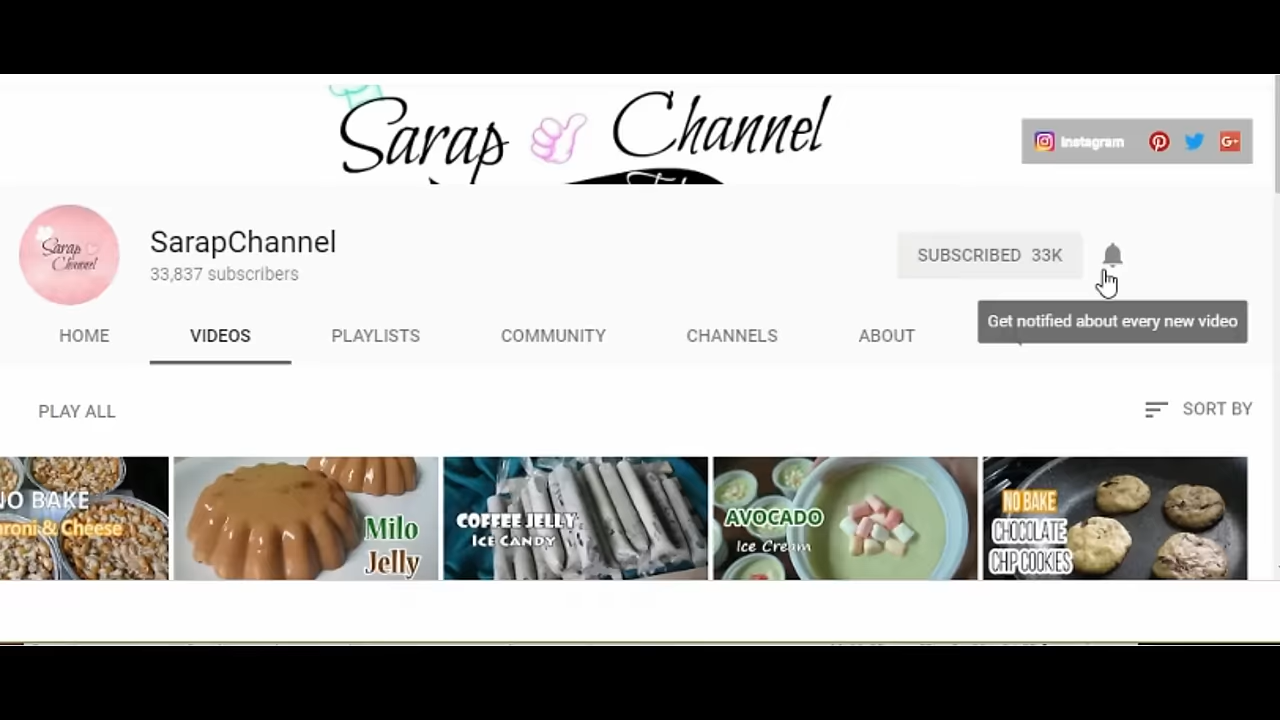 Sarap Channel
Instagram
SarapChannel
33,837 subscribers
Sarap
Channel
SUBSCRIBED 33K
Get notified about every new video
HOME VIDEOS PLAYLISTS COMMUNITY CHANNELS ABOUT
PLAY ALL
SORT BY
NO BAKE
& Cheese
Milo
Jelly
COFFEE JELLY
ICE CANDY
AVOCADO
Ice Cream
NO BAKE
CHOCOLATE
CHIP COOKIES